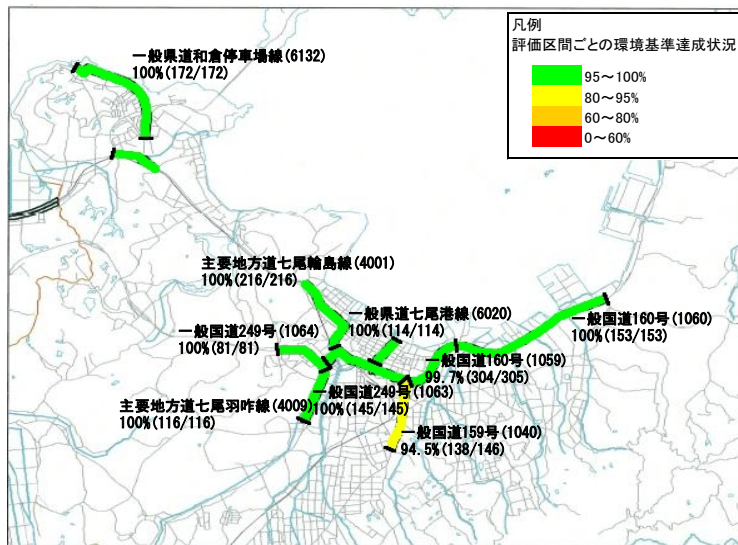 凡例
評価区間ごとの環境基準達成状況
95～100%
80～95%
60～80%
0～60%
一般県道和倉停車場線(6132)
100%(172/172)
主要地方道七尾輪島線(4001)
100%(216/216)
一般県道七尾港線(6020)
100%(114/114)
一般国道249号(1064)
100%(81/81)
一般国道160号(1060)
100%(153/153)
一般国道160号(1059)
99.7%(304/305)
一般国道249号(1063)
100%(145/145)
主要地方道七尾羽咋線(4009)
100%(116/116)
一般国道159号(1040)
94.5%(138/146)